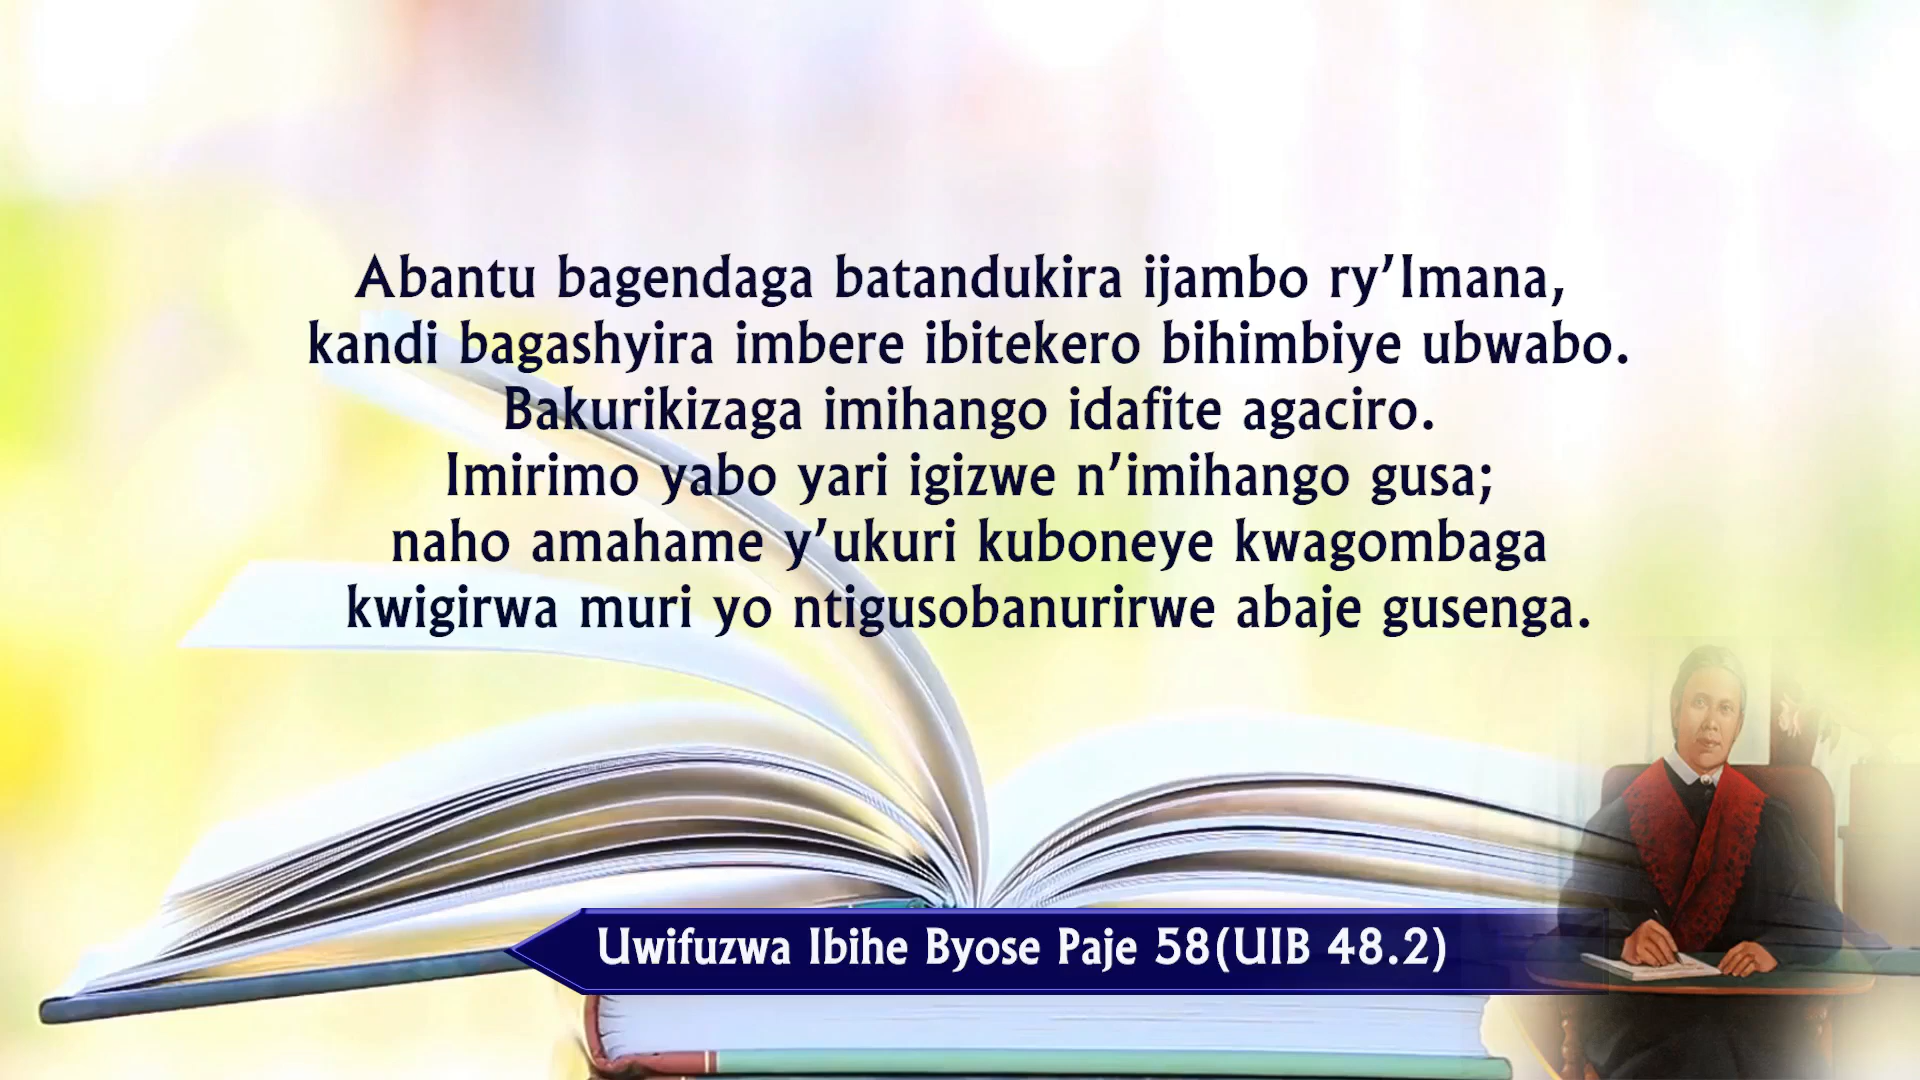 Abantu bagendaga batandukira ijambo ry’Imana,
kandi bagashyira imbere ibitekero bihimbiye ubwabo.
Bakurikizaga imihango idafite agaciro.
Imirimo yabo yari igizwe n’imihango gusa;
naho amahame y’ukuri kuboneye kwagombaga
kwigirwa muri yo ntigusobanurirwe abaje gusenga.
Uwifuzwa Ibihe Byose Paje 58(UIB 48.2)